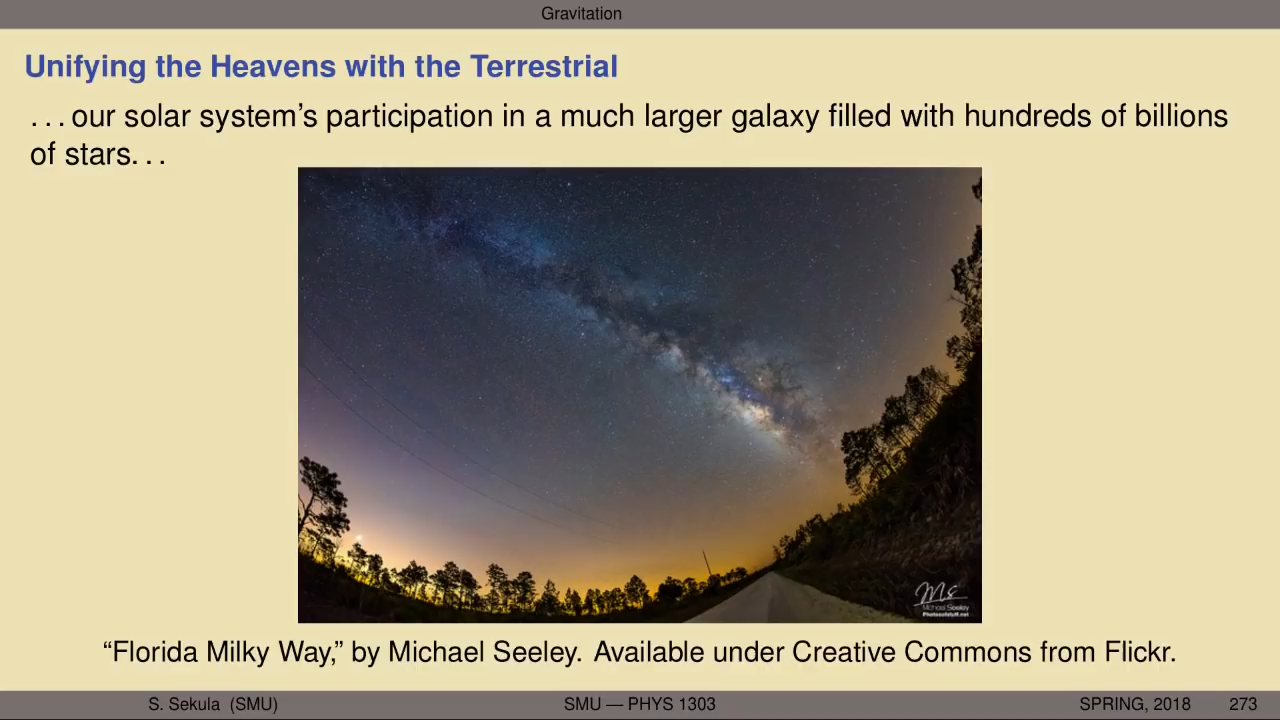 Gravitation
Unifying the Heavens with the Terrestrial
. . . our solar system's participation in a much larger galaxy filled with hundreds of billions
of stars. . .
Michael Seeley
“Florida Milky Way,” by Michael Seeley. Available under Creative Commons from Flickr.
S. Sekula (SMU) SMU — PHYS 1303 SPRING, 2018 273